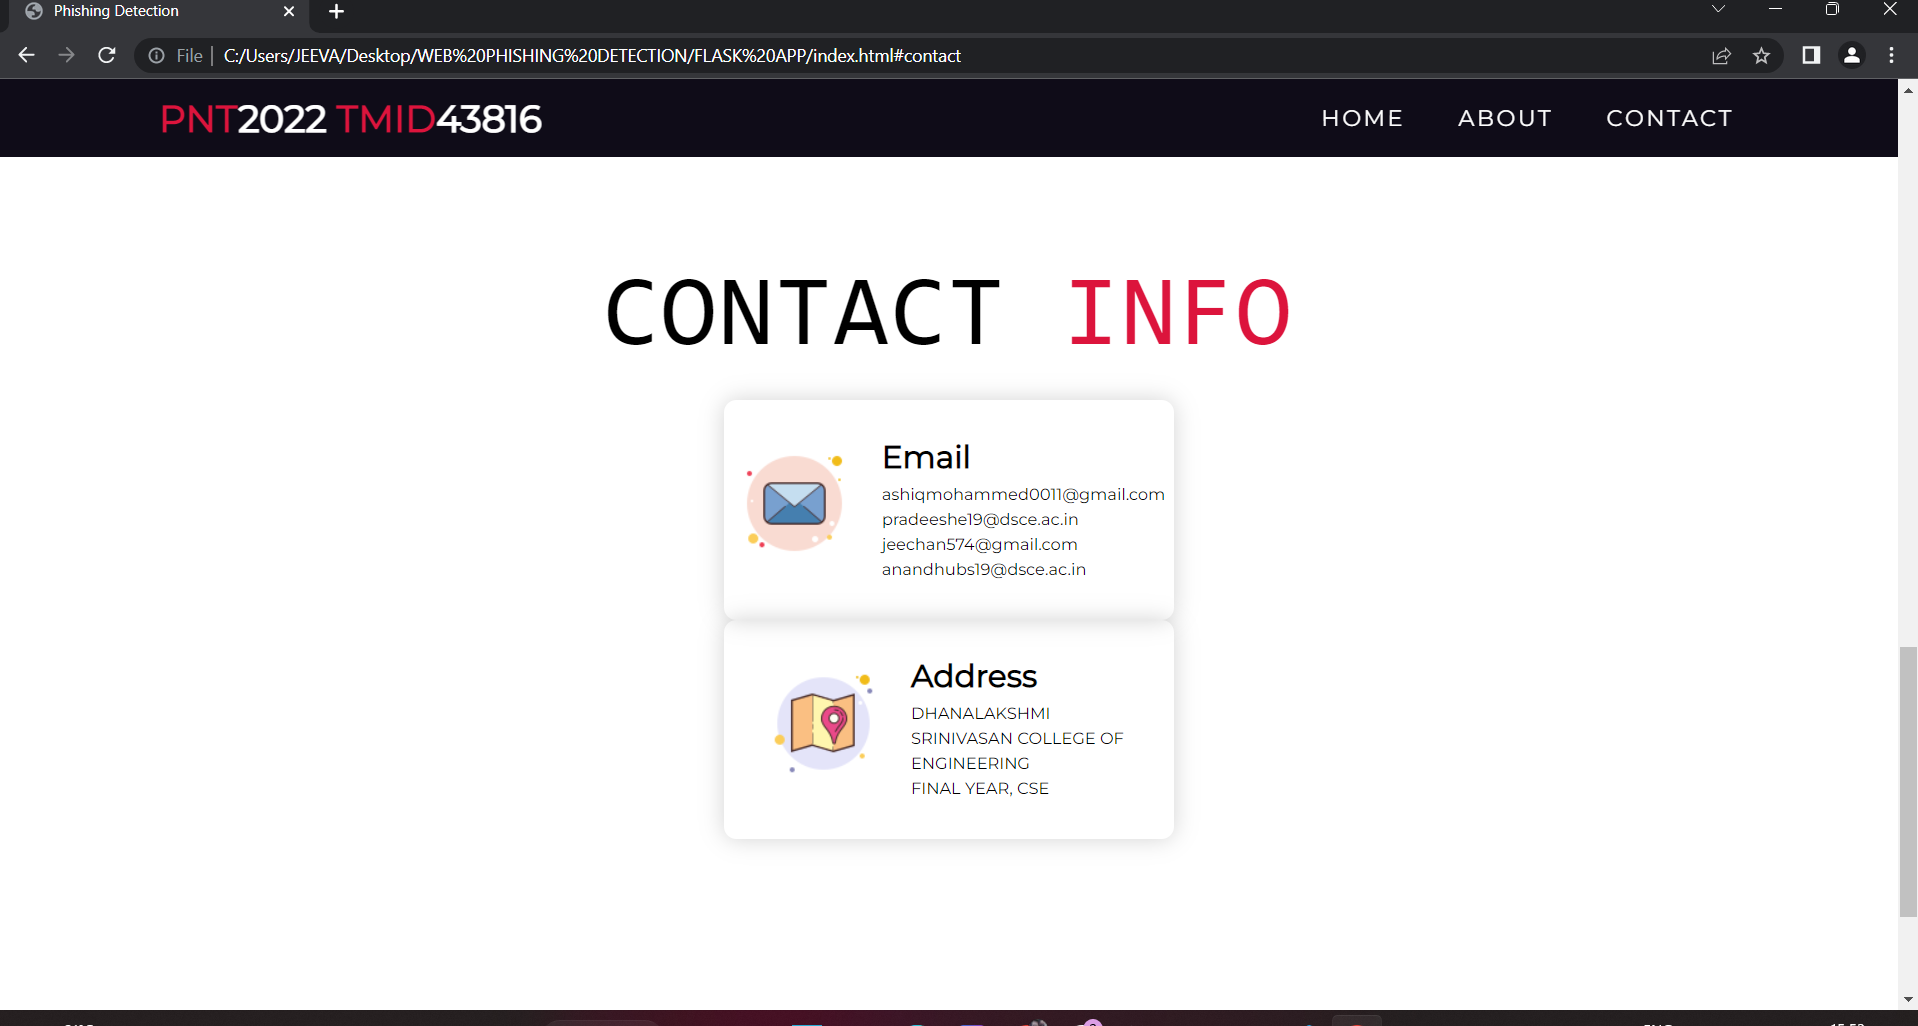 Phishing Detection
File C:/Users/JEEVA/Desktop/WEB%20PHISHING%20DETECTION/FLASK%20APP/index.html#contact
PNT2022 TMID43816
HOME ABOUT CONTACT
CONTACT INFO
Email
ashiqmohammed0011@gmail.com
pradeeshe19@dsce.ac.in
jeechan574@gmail.com
anandhubs19@dsce.ac.in
Address
DHANALAKSHMI
SRINIVASAN COLLEGE OF
ENGINEERING
FINAL YEAR, CSE